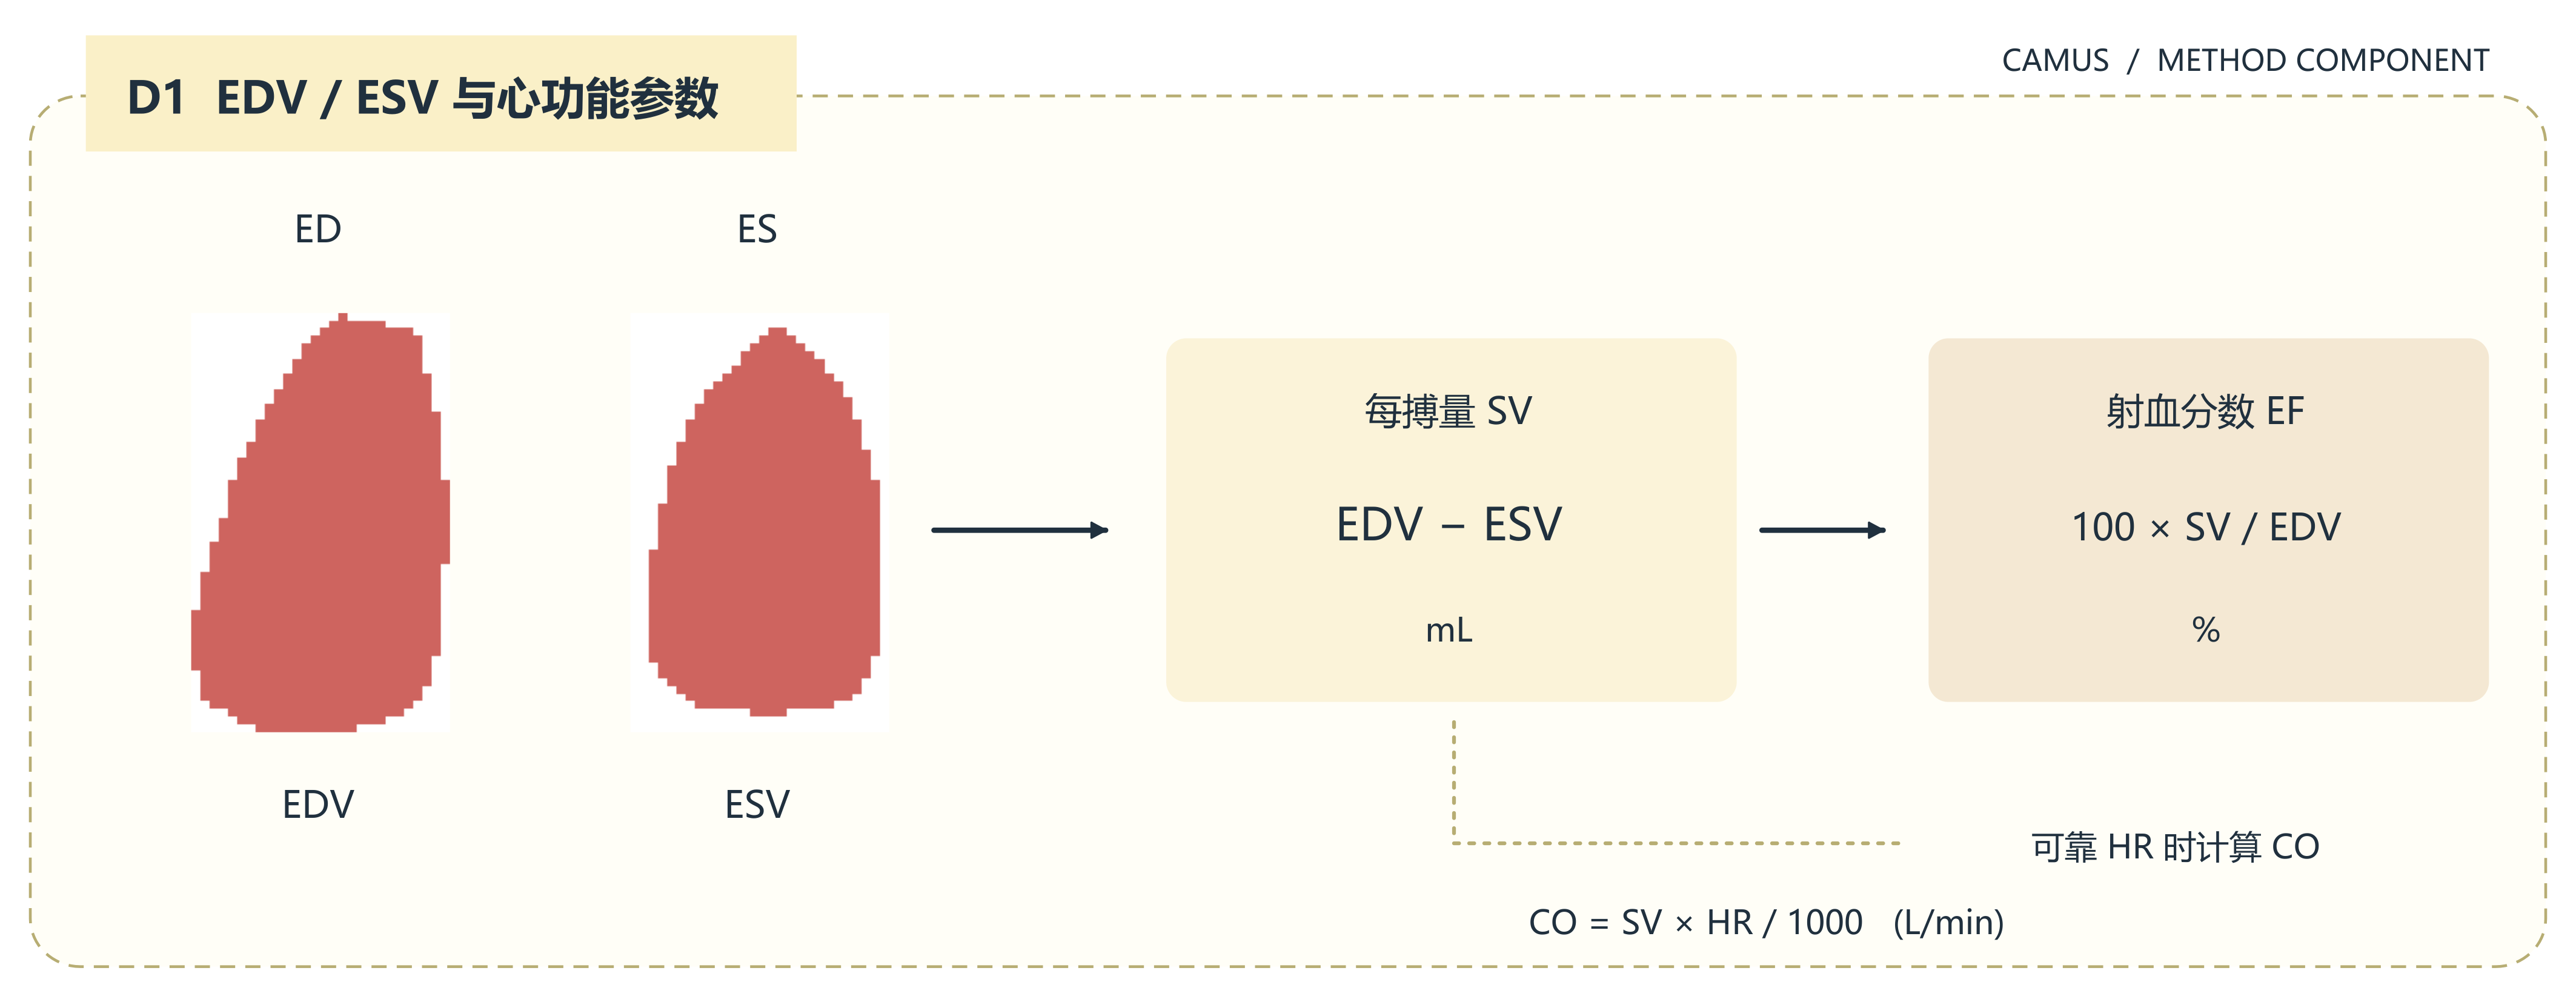 CAMUS / METHOD COMPONENT
D1 EDV / ESV 与心功能参数
ED
ES
EDV
ESV
每搏量 SV
EDV – ESV
mL
射血分数 EF
100 × SV / EDV
%
可靠 HR 时计算 CO
CO = SV × HR / 1000 (L/min)